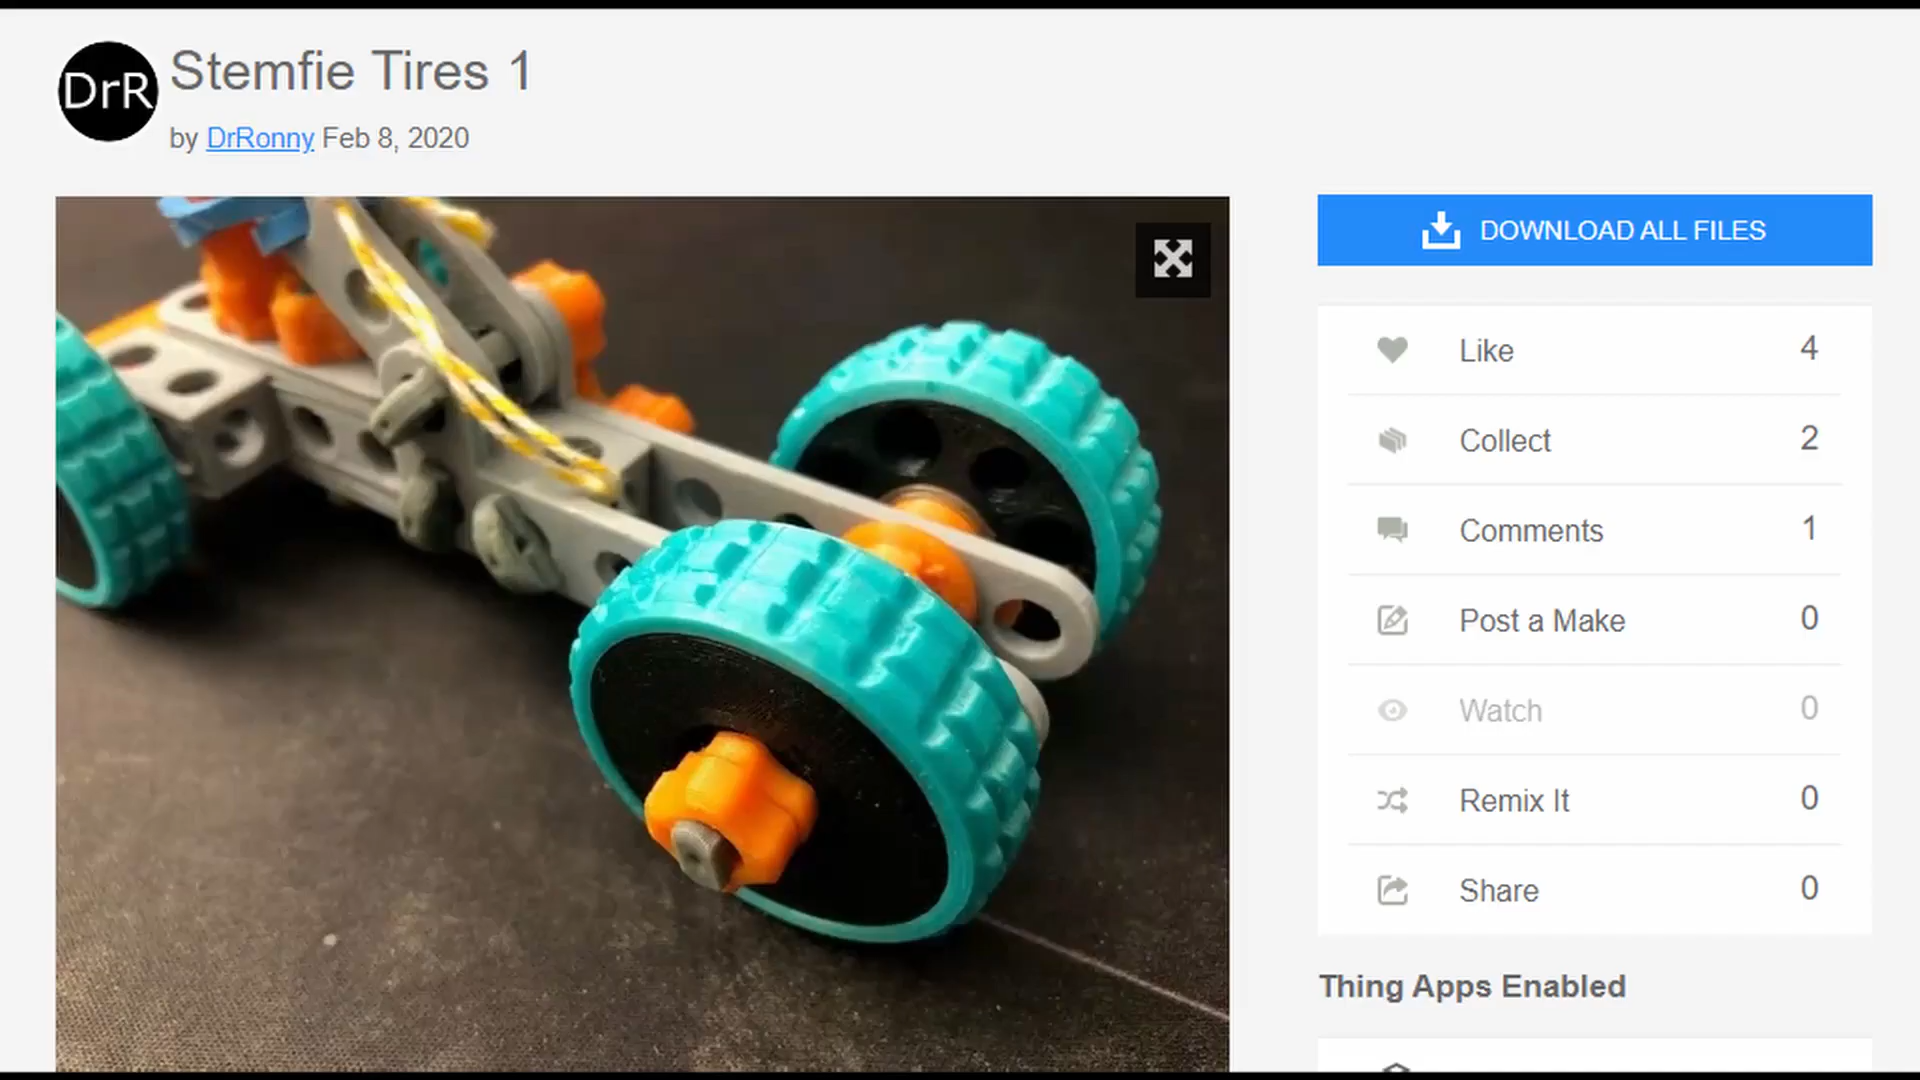 DrR
Stemfie Tires 1
by DrRonny Feb 8, 2020
DOWNLOAD ALL FILES
Like 4
Collect 2
Comments 1
Post a Make 0
Watch 0
Remix It 0
Share 0
Thing Apps Enabled